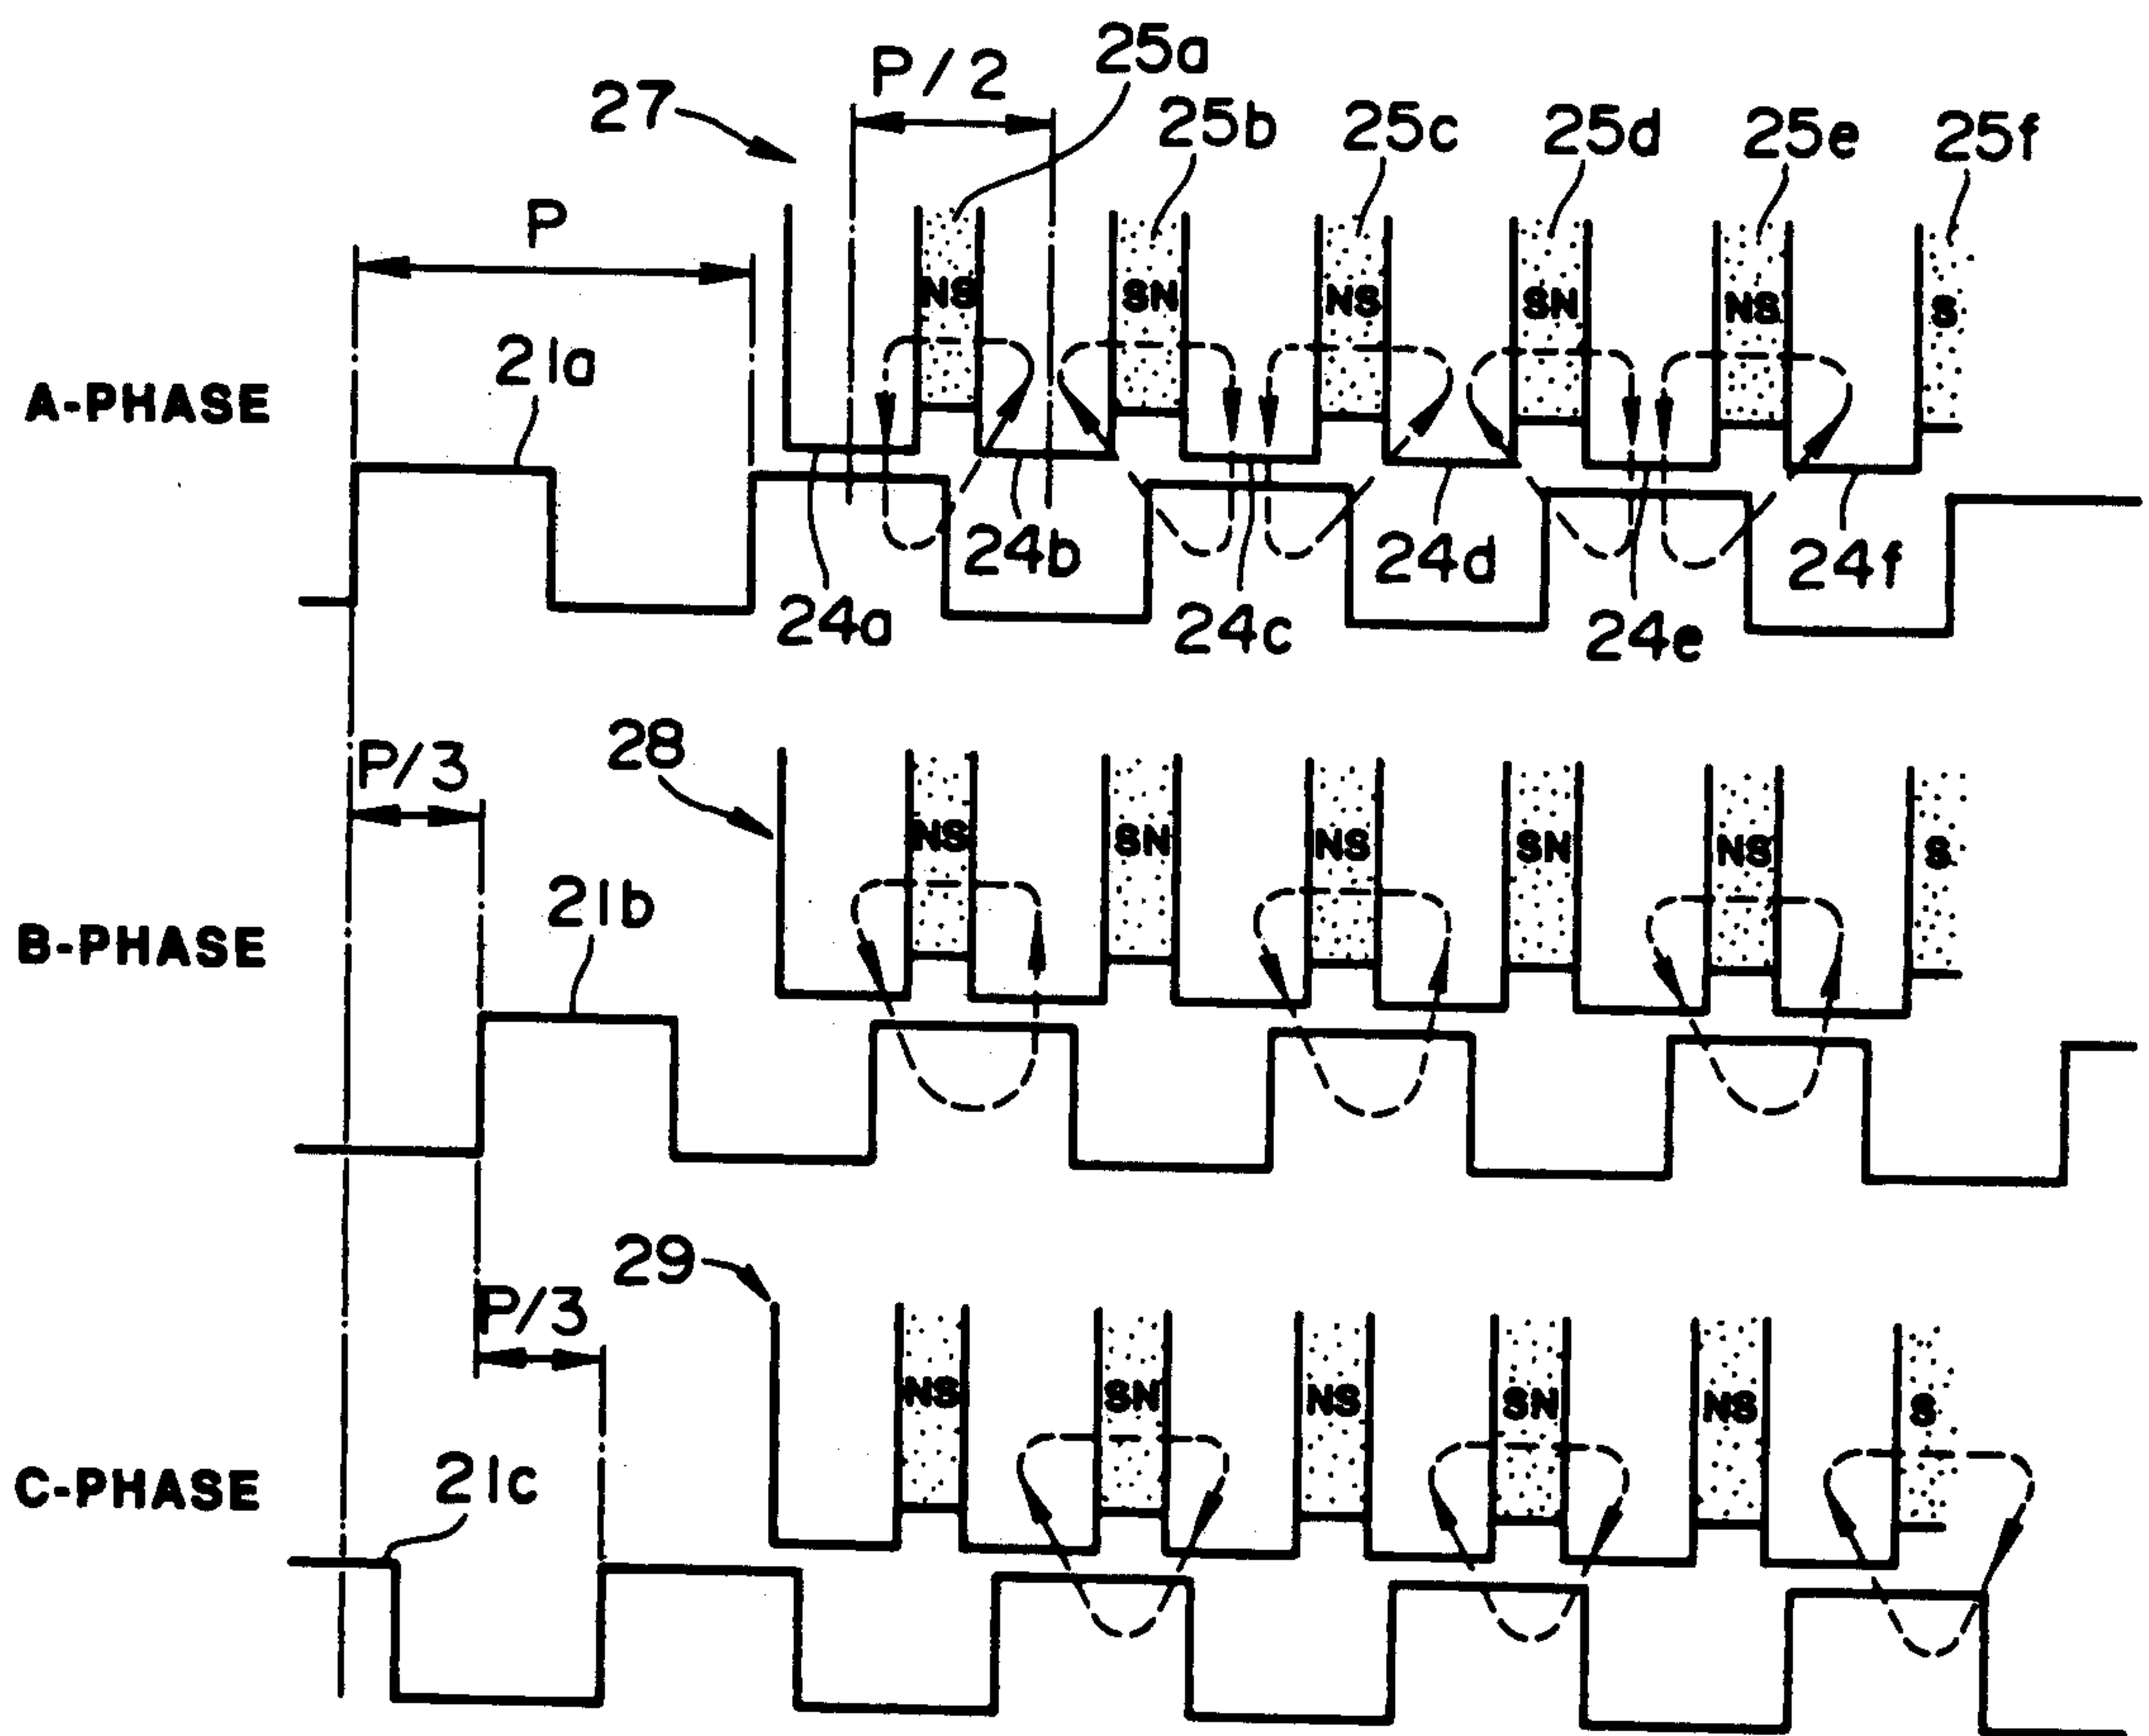 25a
P/2
27
25b
25c
25d
25e
25f
P
NS
SN
NS
SN
NS
S
21a
A-PHASE
24b
24d
24f
24a
24c
24e
28
P/3
NS
SN
NS
SN
NS
S
21b
B-PHASE
29
P/3
NS
SN
NS
SN
NS
S
21c
C-PHASE